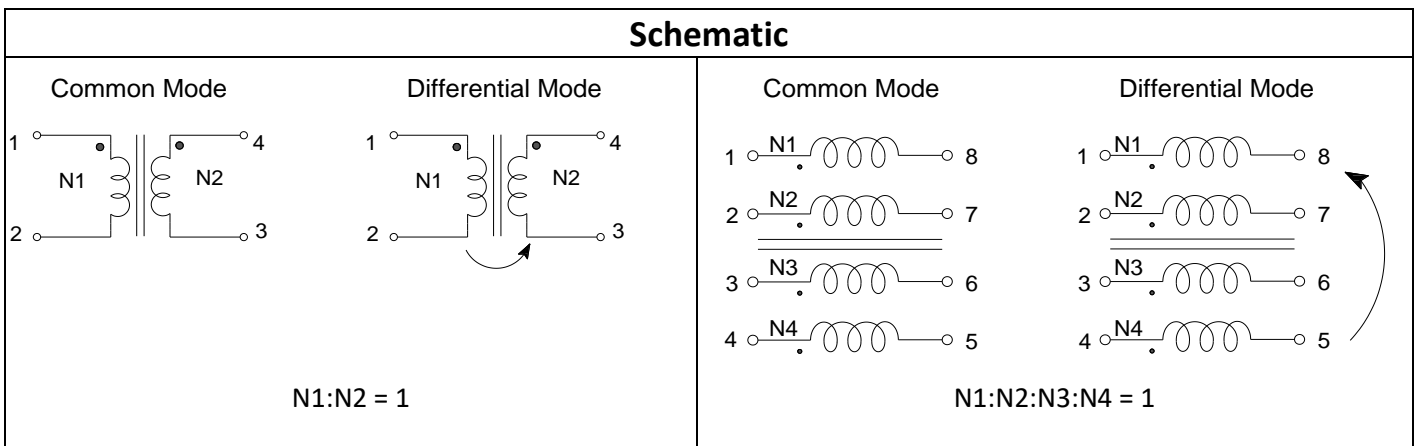 Schematic
Common Mode Differential Mode
1 4 1 4
N1 N2 N1 N2
2 3 2 3
N1:N2 = 1
Common Mode Differential Mode
1 N1 8 1 N1 8
2 N2 7 2 N2 7
3 N3 6 3 N3 6
4 N4 5 4 N4 5
N1:N2:N3:N4 = 1